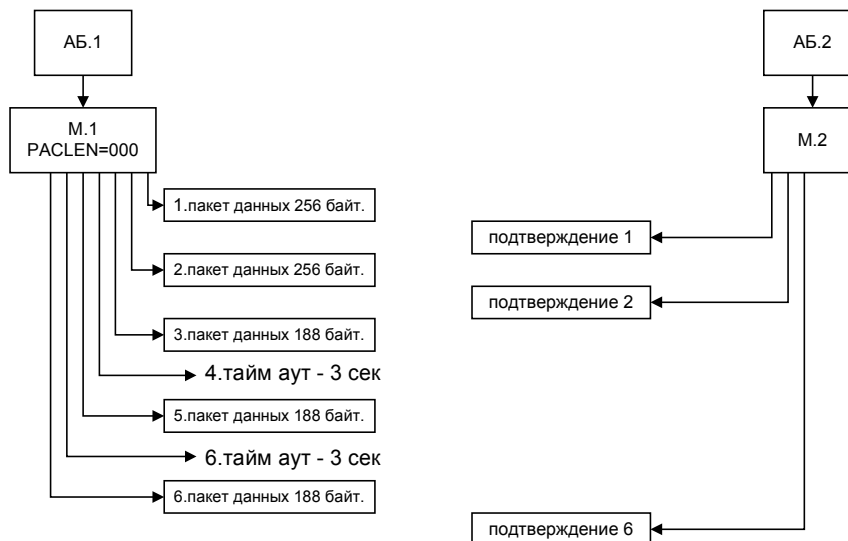 АБ.1
АБ.2
М.1
PACLEN=000
М.2
1.пакет данных 256 байт.
подтверждение 1
2.пакет данных 256 байт.
подтверждение 2
3.пакет данных 188 байт.
4.тайм аут - 3 сек
5.пакет данных 188 байт.
6.тайм аут - 3 сек
6.пакет данных 188 байт.
подтверждение 6